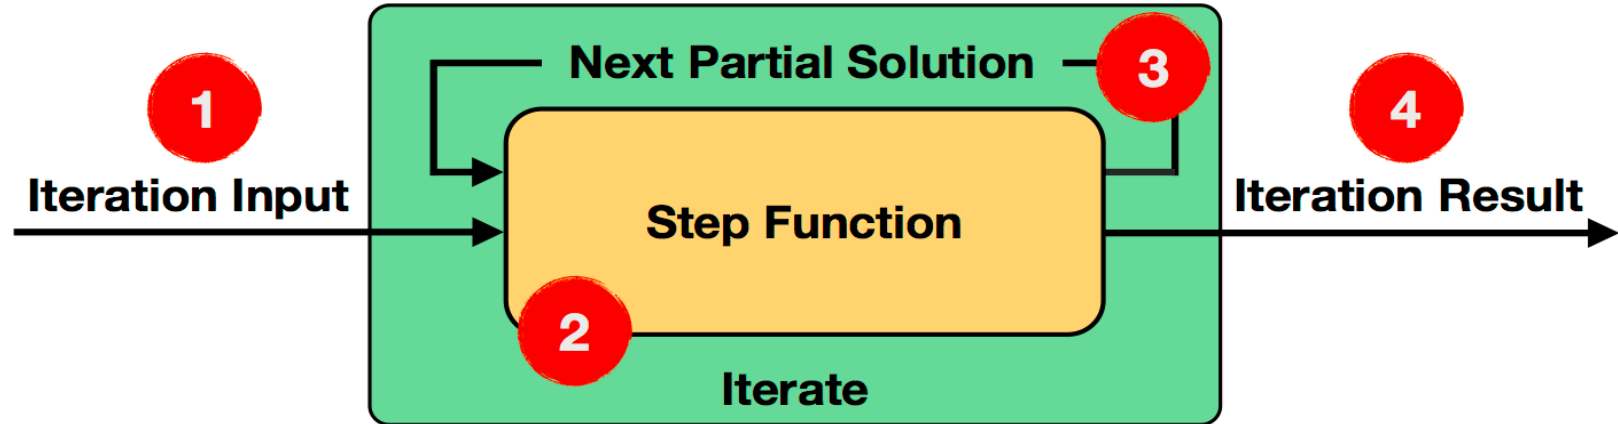 Next Partial Solution
3
1
4
Iteration Input
Iteration Result
Step Function
2
Iterate